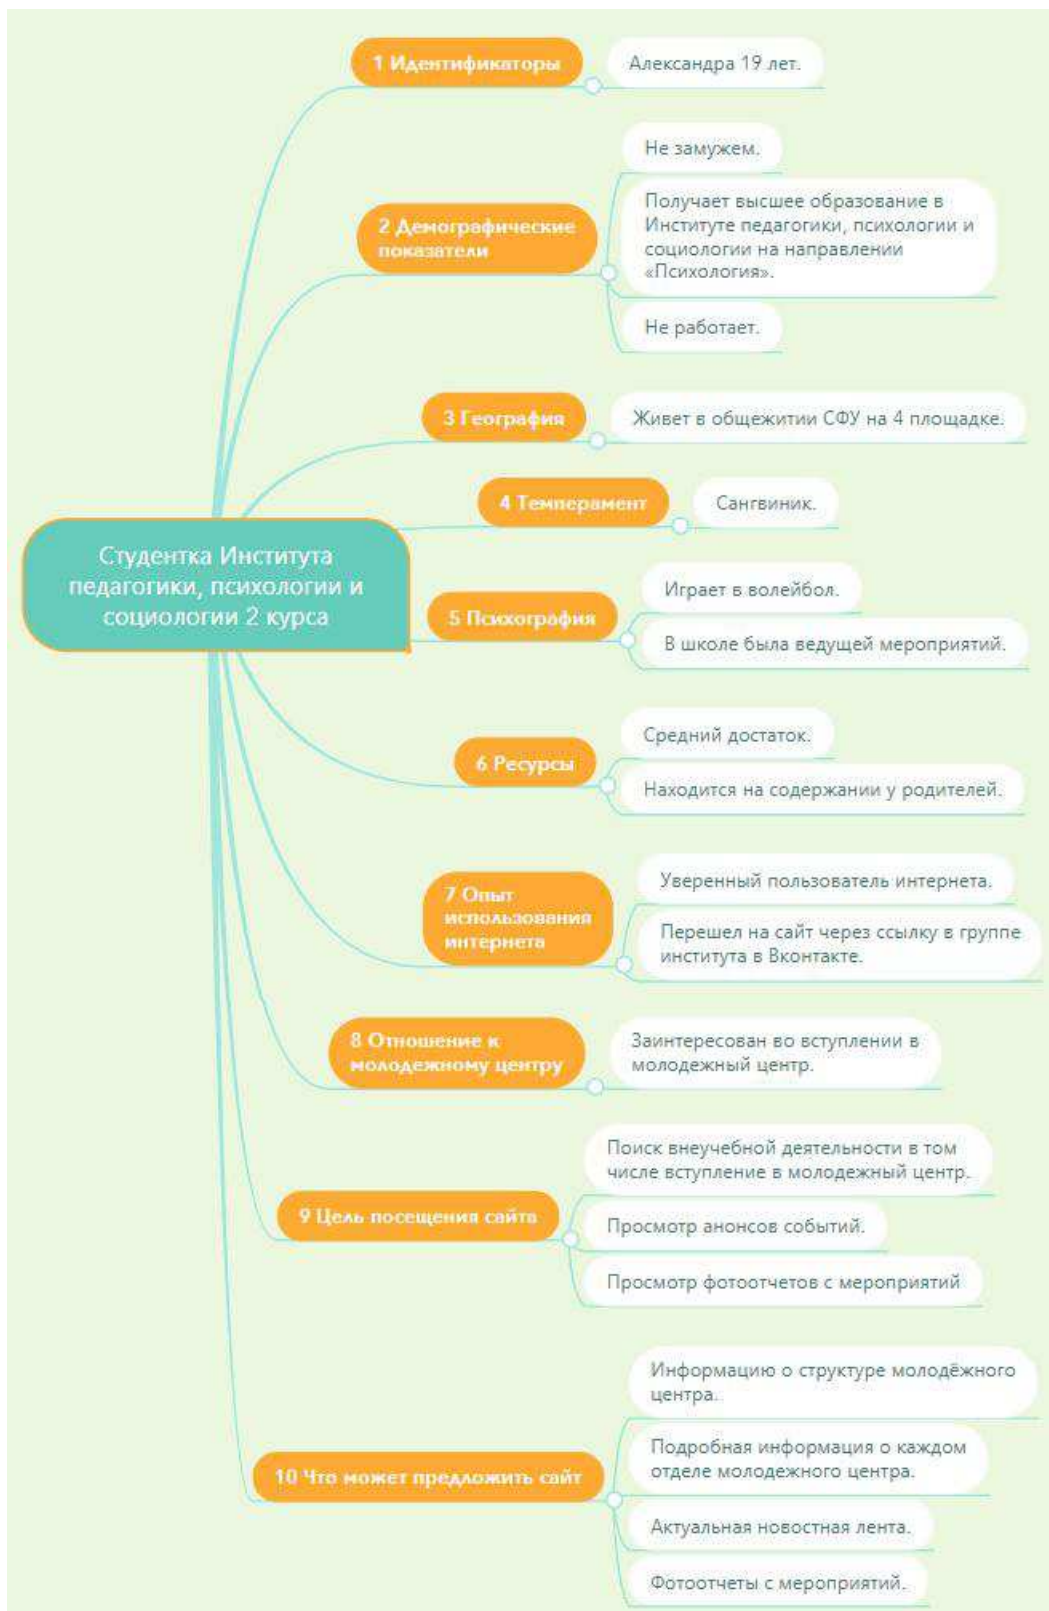 1 Идентификаторы
Александра 19 лет.
2 Демографические
показатели
Не замужем.
Получает высшее образование в
Институте педагогики, психологии и
социологии на направлении
«Психология».
Не работает.
3 География
Живет в общежитии СФУ на 4 площадке.
4 Темперамент
Сангвиник.
Студентка Института
педагогики, психологии и
социологии 2 курса
5 Психография
Играет в волейбол.
В школе была ведущей мероприятий.
6 Ресурсы
Средний достаток.
Находится на содержании у родителей.
7 Опыт
использования
интернета
Уверенный пользователь интернета.
Перешел на сайт через ссылку в группе
института в Вконтакте.
8 Отношение к
молодежному центру
Заинтересован во вступлении в
молодежный центр.
9 Цель посещения сайта
Поиск внеучебной деятельности в том
числе вступление в молодежный центр.
Просмотр анонсов событий.
Просмотр фотоотчетов с мероприятий
10 Что может предложить сайт
Информацию о структуре молодёжного
центра.
Подробная информация о каждом
отделе молодежного центра.
Актуальная новостная лента.
Фотоотчеты с мероприятий.